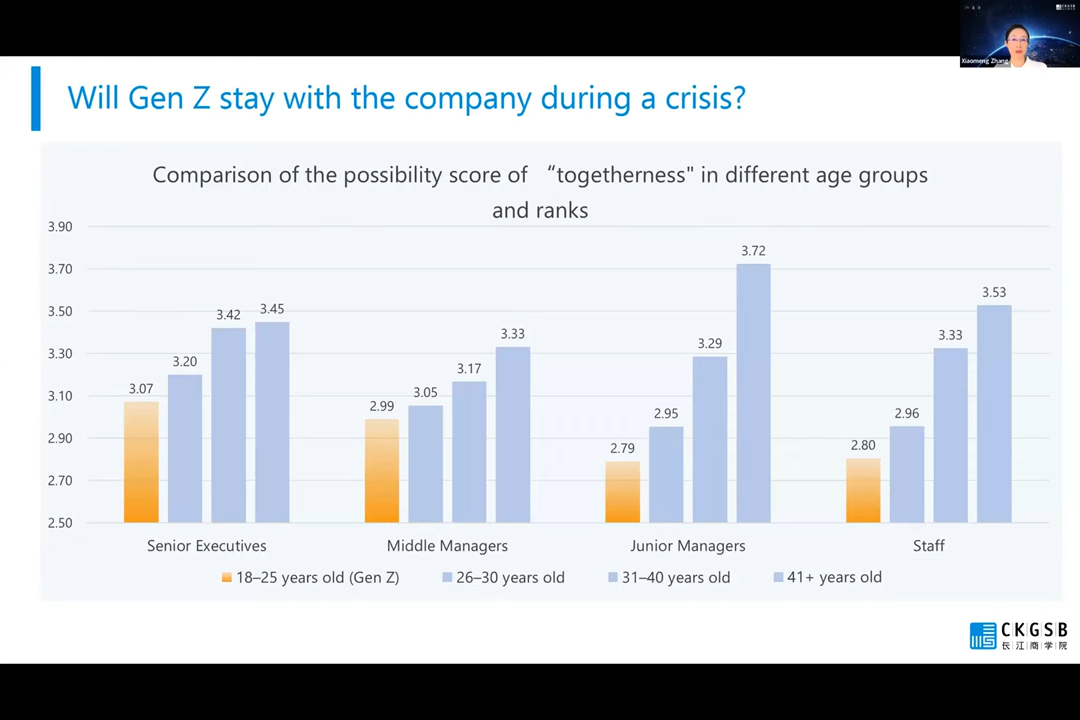 Xiaomeng Zhang
Will Gen Z stay with the company during a crisis?
Comparison of the possibility score of “togetherness" in different age groups
and ranks
3.90
3.70
3.50
3.30
3.10
2.90
2.70
2.50
3.07
3.20
3.42
3.45
2.99
3.05
3.17
3.33
2.79
2.95
3.29
3.72
2.80
2.96
3.33
3.53
Senior Executives
Middle Managers
Junior Managers
Staff
18–25 years old (Gen Z)
26–30 years old
31–40 years old
41+ years old
CKGSB
长江商学院